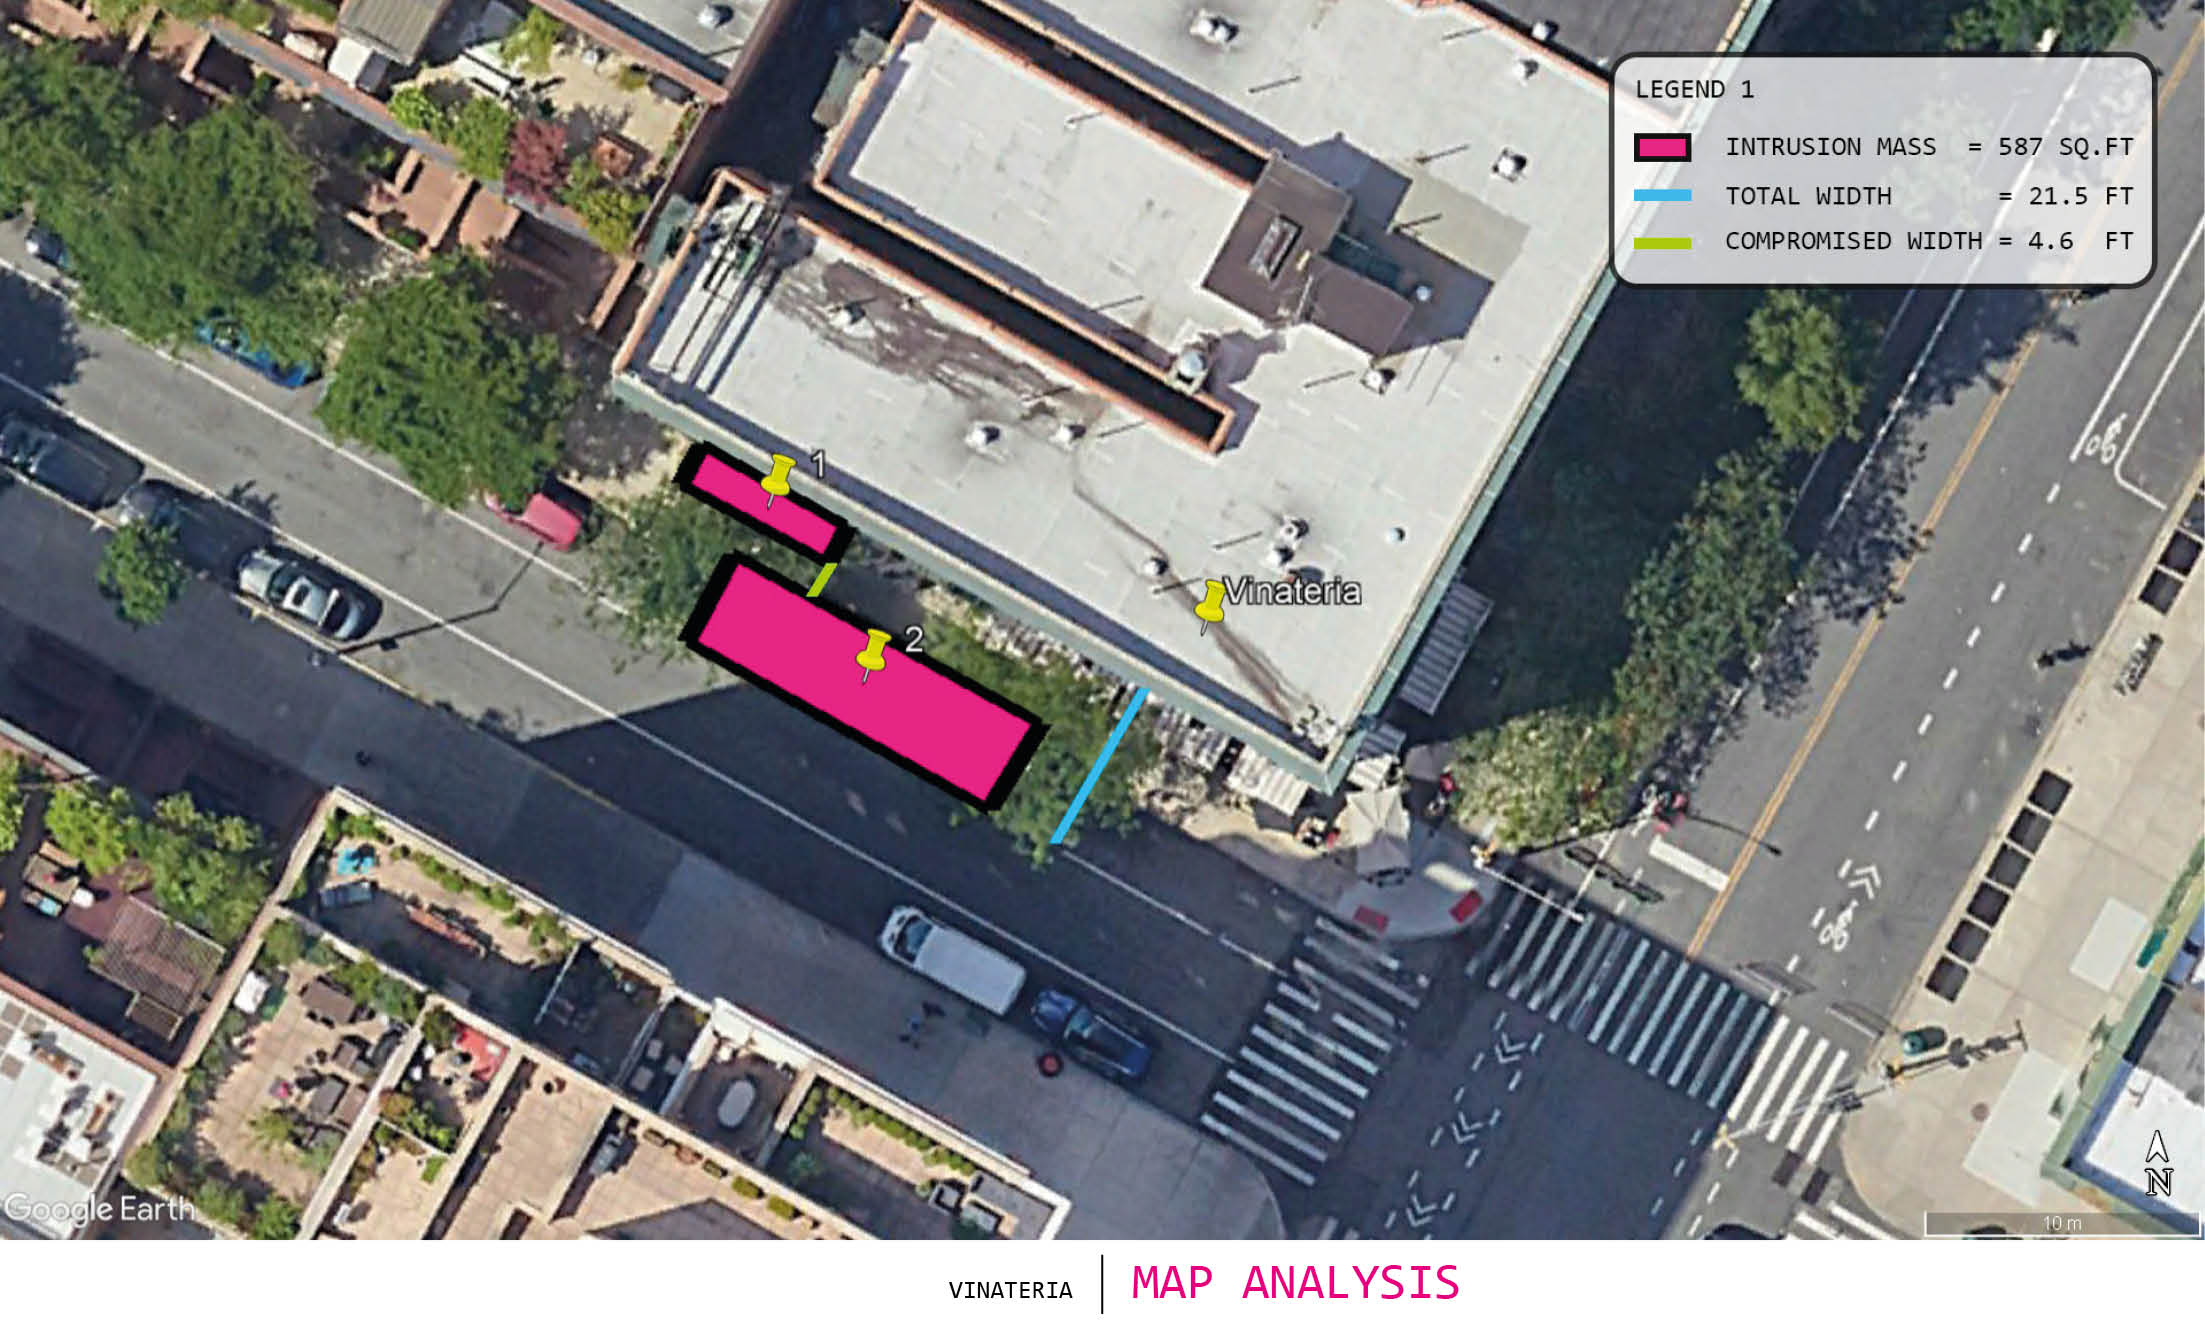 LEGEND 1
INTRUSION MASS = 587 SQ.FT
TOTAL WIDTH = 21.5 FT
COMPROMISED WIDTH = 4.6 FT
1
Vinateria
2
N
Google Earth
10 m
VINATERIA
MAP ANALYSIS